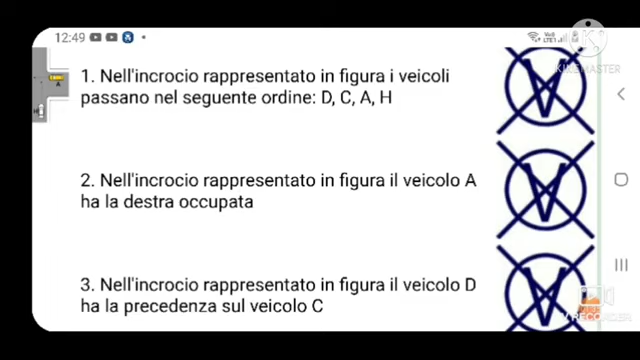 12:49
LTE1
KINEMASTER
1. Nell'incrocio rappresentato in figura i veicoli
passano nel seguente ordine: D, C, A, H
A
H
2. Nell'incrocio rappresentato in figura il veicolo A
ha la destra occupata
3. Nell'incrocio rappresentato in figura il veicolo D
ha la precedenza sul veicolo C
V
V
V
V RECORDER